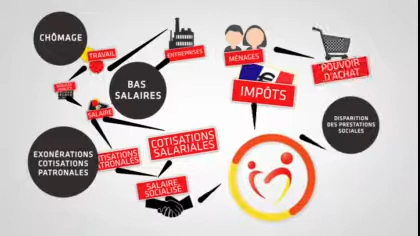 CHÔMAGE
TRAVAIL
ENTREPRISES
MÉNAGES
POUVOIR
D'ACHAT
BAS
SALAIRES
IMPÔTS
SALAIRE
DISPARITION
DES PRESTATIONS
SOCIALES
COTISATIONS
SALARIALES
EXONÉRATIONS
COTISATIONS
PATRONALES
SALAIRE
SOCIALISÉ